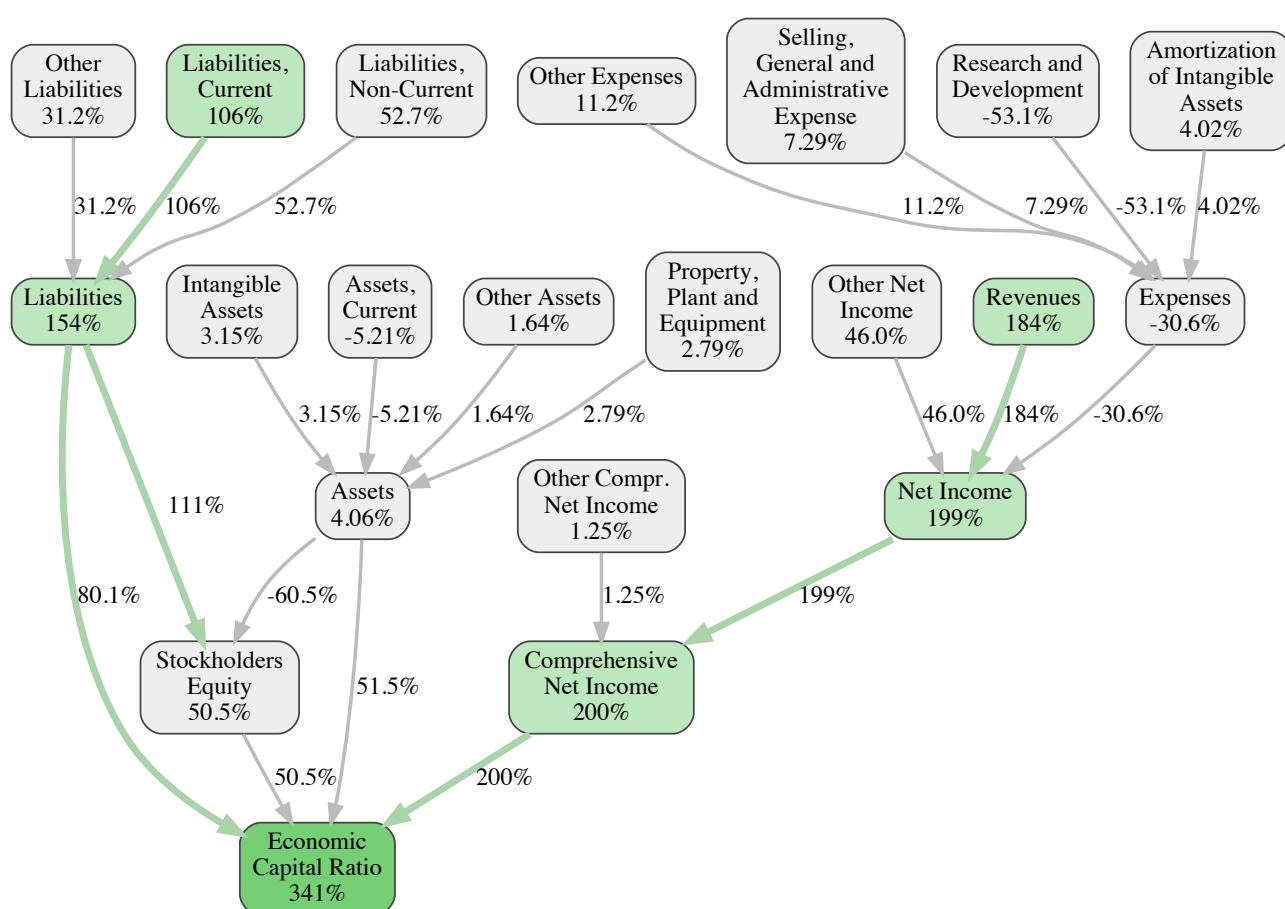 Other
Liabilities
31.2%
Liabilities,
Current
106%
Liabilities,
Non-Current
52.7%
Other Expenses
11.2%
Selling,
General and
Administrative
Expense
7.29%
Research and
Development
-53.1%
Amortization
of Intangible
Assets
4.02%
31.2%
106%
52.7%
11.2%
7.29%
-53.1%
4.02%
Liabilities
154%
Intangible
Assets
3.15%
Assets,
Current
-5.21%
Other Assets
1.64%
Property,
Plant and
Equipment
2.79%
Other Net
Income
46.0%
Revenues
184%
Expenses
-30.6%
3.15%
-5.21%
1.64%
2.79%
46.0%
184%
-30.6%
111%
Assets
4.06%
Other Compr.
Net Income
1.25%
Net Income
199%
80.1%
-60.5%
1.25%
199%
Stockholders
Equity
50.5%
51.5%
Comprehensive
Net Income
200%
50.5%
200%
Economic
Capital Ratio
341%